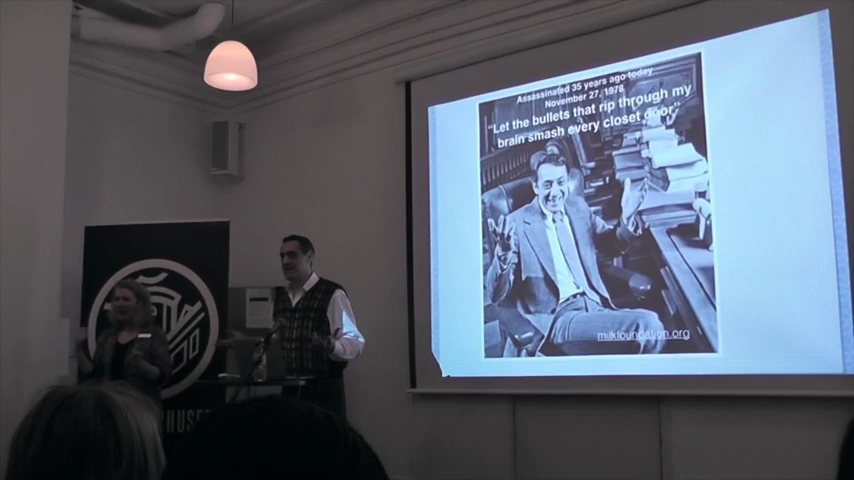 Assassinated 35 years ago today
November 27, 1978
"Let the bullets that rip through my
brain smash every closet door"
milkfoundation.org
HUSET